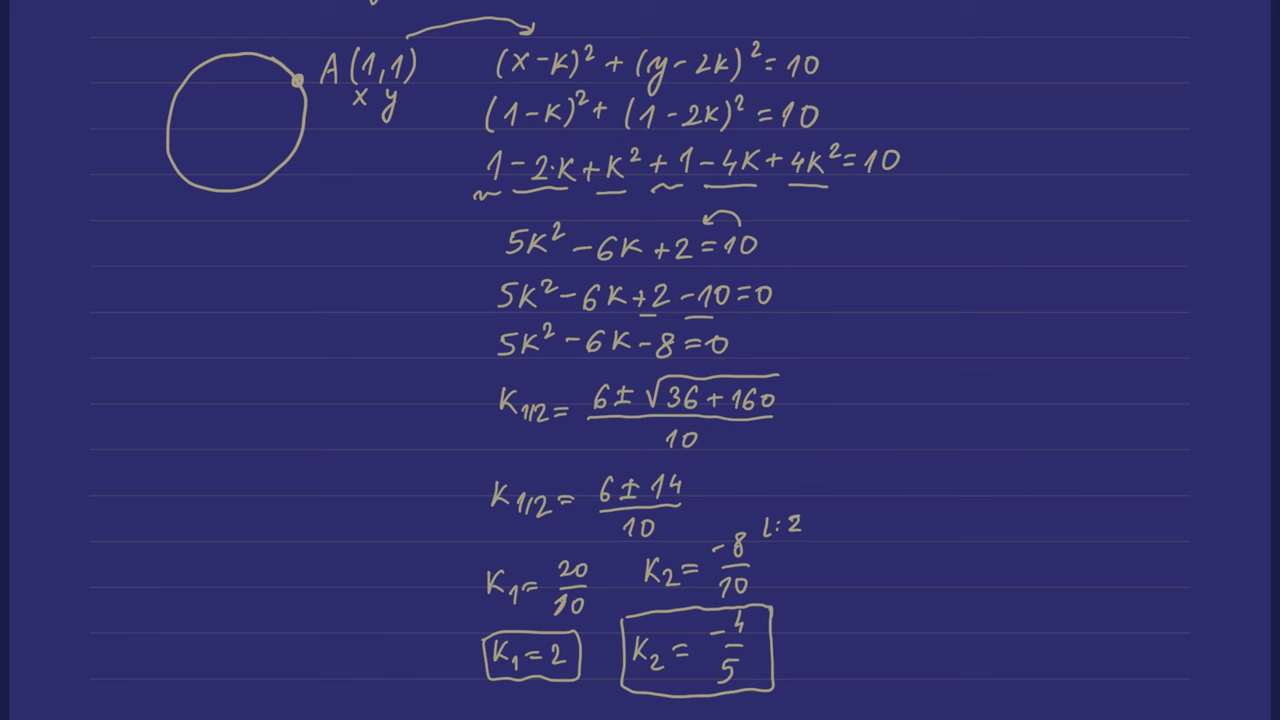 A (1,1) (x-k)² + (y-2k)² = 10
x y (1-k)² + (1-2k)² = 10
1 - 2·k + k² + 1 - 4k + 4k² = 10
5k² - 6k + 2 = 10
5k² - 6k + 2 - 10 = 0
5k² - 6k - 8 = 0
K₁/₂ = (6 ± √(36 + 160))/10
K₁/₂ = (6 ± 14)/10
K₁ = 20/10 K₂ = -8/10 |:2
K₁ = 2 K₂ = -4/5